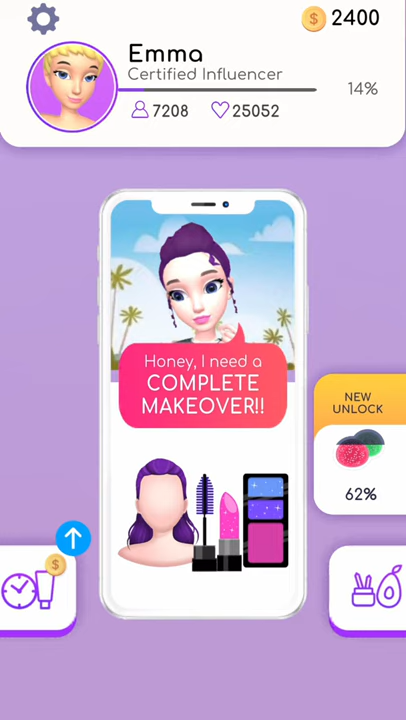 2400
Emma
Certified Influencer
14%
7208
25052
Honey, I need a
COMPLETE
MAKEOVER!!
NEW
UNLOCK
62%
$
$